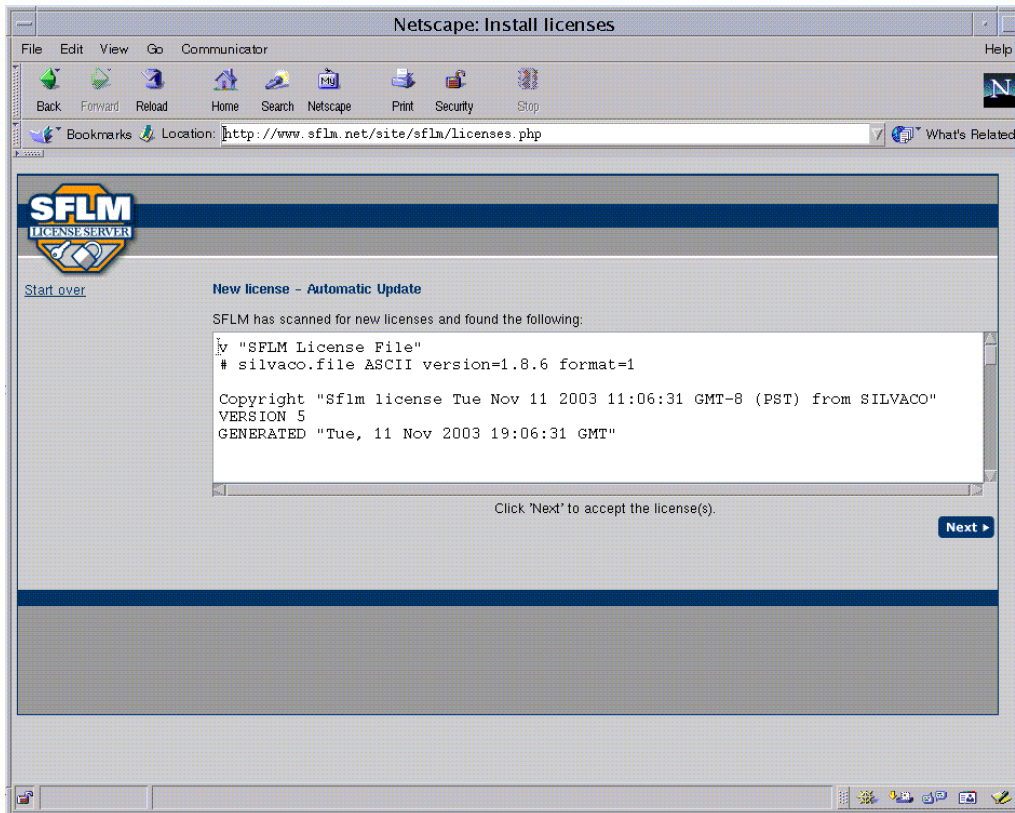 Netscape: Install licenses
File Edit View Go Communicator Help
My N
Back Forward Reload Home Search Netscape Print Security Stop
Bookmarks Location: http://www.sflm.net/site/sflm/licenses.php What's Related
SFLM
LICENSE SERVER
Start over
New license - Automatic Update
SFLM has scanned for new licenses and found the following:
v "SFLM License File"
# silvaco.file ASCII version=1.8.6 format=1
Copyright "Sflm license Tue Nov 11 2003 11:06:31 GMT-8 (PST) from SILVACO"
VERSION 5
GENERATED "Tue, 11 Nov 2003 19:06:31 GMT"
Click 'Next' to accept the license(s).
Next